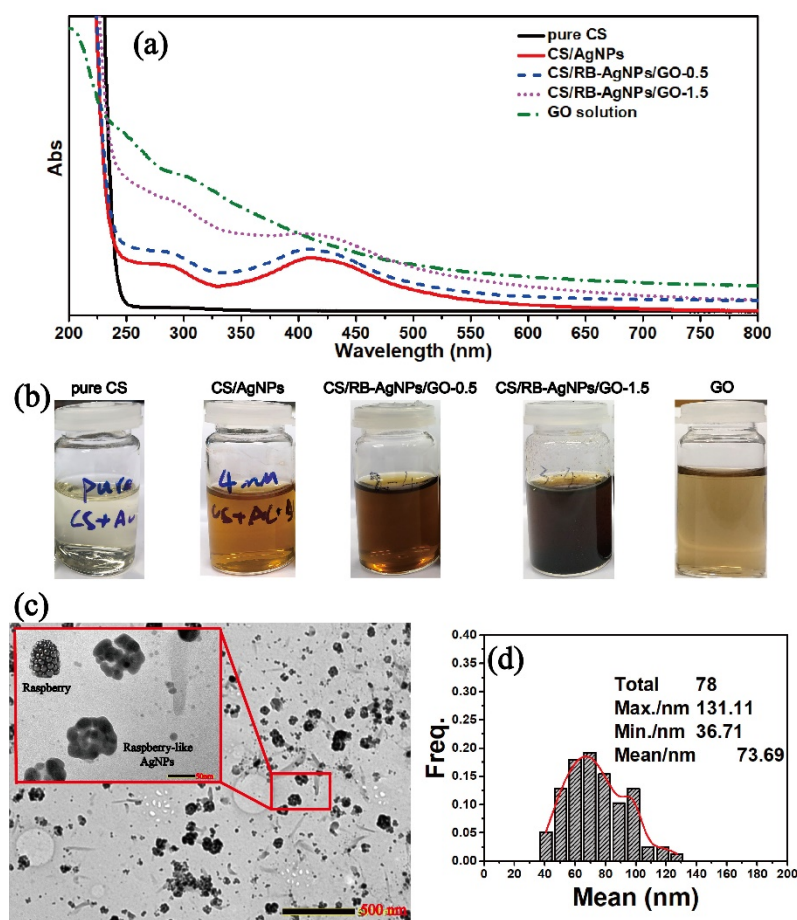 (a)
pure CS
CS/AgNPs
CS/RB-AgNPs/GO-0.5
CS/RB-AgNPs/GO-1.5
GO solution
Abs
200 250 300 350 400 450 500 550 600 650 700 750 800
Wavelength (nm)
(b)
pure CS CS/AgNPs CS/RB-AgNPs/GO-0.5 CS/RB-AgNPs/GO-1.5 GO
pure
CS+A
4 mM
CS+AC+
(c)
Raspberry
Raspberry-like
AgNPs
50nm
500 nm
(d)
Total 78
Max./nm 131.11
Min./nm 36.71
Mean/nm 73.69
Freq.
0.40
0.35
0.30
0.25
0.20
0.15
0.10
0.05
0.00
0 20 40 60 80 100 120 140 160 180 200
Mean (nm)